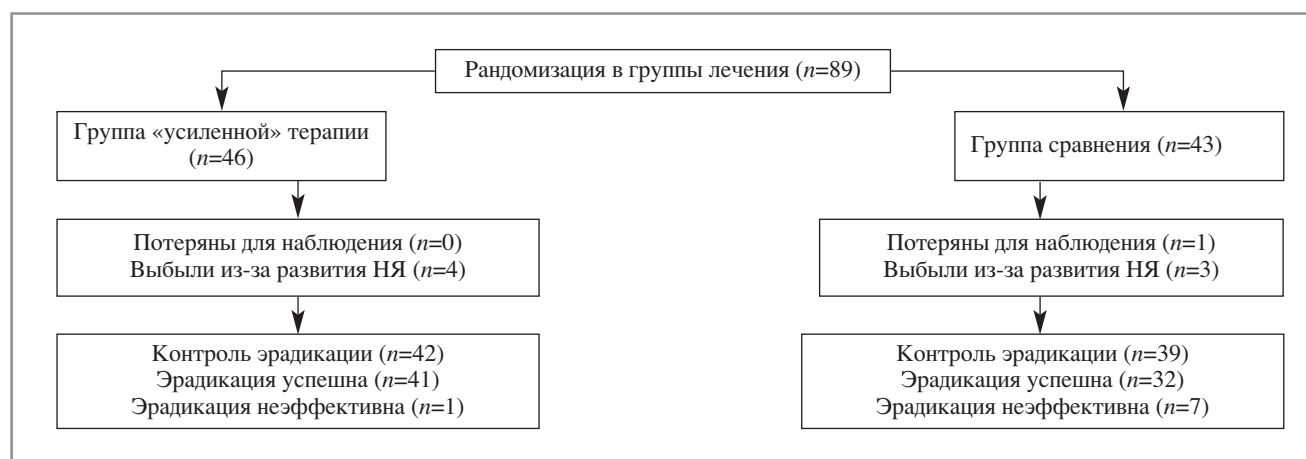 Рандомизация в группы лечения (n=89)
Группа «усиленной» терапии
(n=46)
Группа сравнения (n=43)
Потеряны для наблюдения (n=0)
Выбыли из-за развития НЯ (n=4)
Потеряны для наблюдения (n=1)
Выбыли из-за развития НЯ (n=3)
Контроль эрадикации (n=42)
Эрадикация успешна (n=41)
Эрадикация неэффективна (n=1)
Контроль эрадикации (n=39)
Эрадикация успешна (n=32)
Эрадикация неэффективна (n=7)